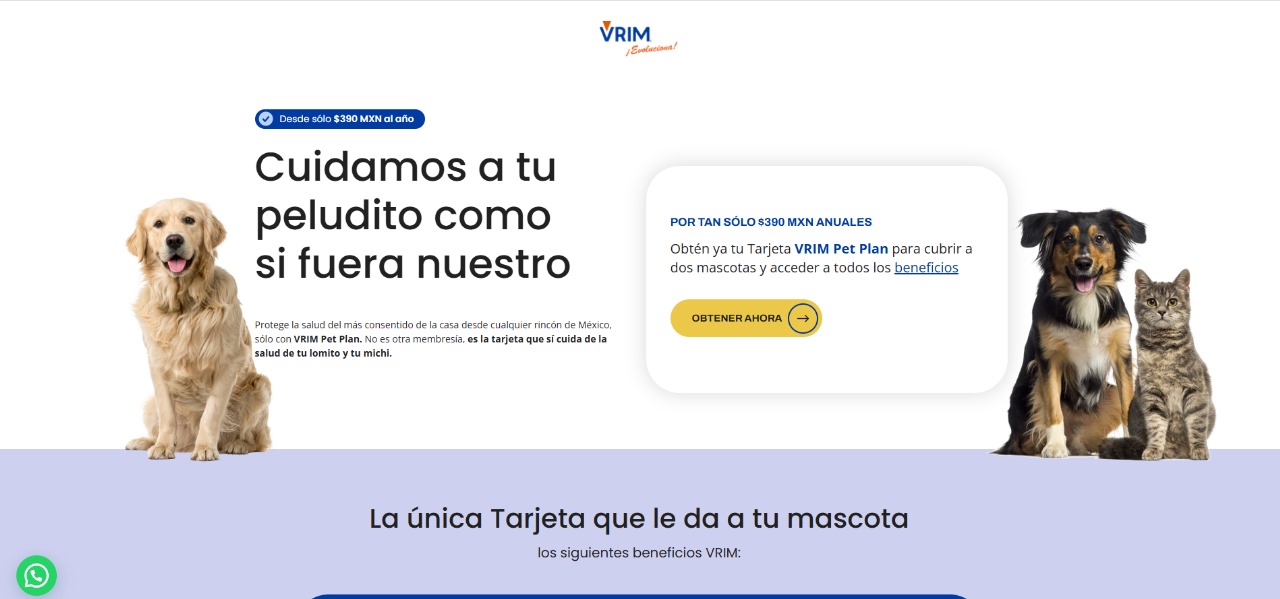 VRIM
¡Evoluciona!
Desde sólo $390 MXN al año
Cuidamos a tu
peludito como
si fuera nuestro
Protege la salud del más consentido de la casa desde cualquier rincón de México,
sólo con VRIM Pet Plan. No es otra membresía, es la tarjeta que sí cuida de la
salud de tu lomito y tu michi.
POR TAN SÓLO $390 MXN ANUALES
Obtén ya tu Tarjeta VRIM Pet Plan para cubrir a
dos mascotas y acceder a todos los beneficios
OBTENER AHORA
La única Tarjeta que le da a tu mascota
los siguientes beneficios VRIM: